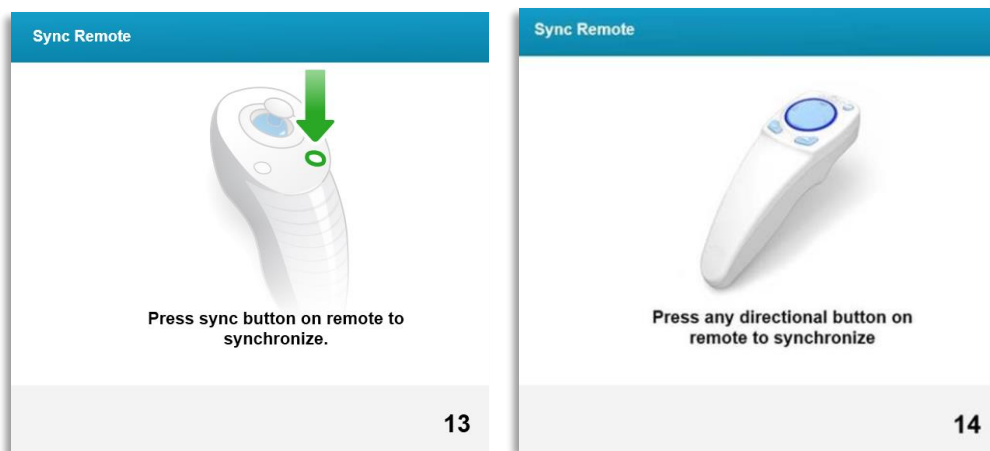 Sync Remote
Press sync button on remote to
synchronize.
13
Sync Remote
Press any directional button on
remote to synchronize
14